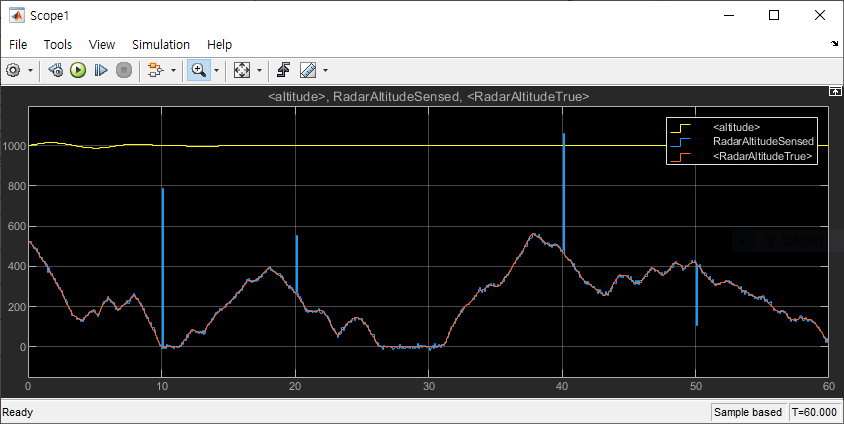 Scope1
File Tools View Simulation Help
<altitude>, RadarAltitudeSensed, <RadarAltitudeTrue>
<altitude>
RadarAltitudeSensed
<RadarAltitudeTrue>
1000
800
600
400
200
0
0 10 20 30 40 50 60
Ready Sample based T=60.000